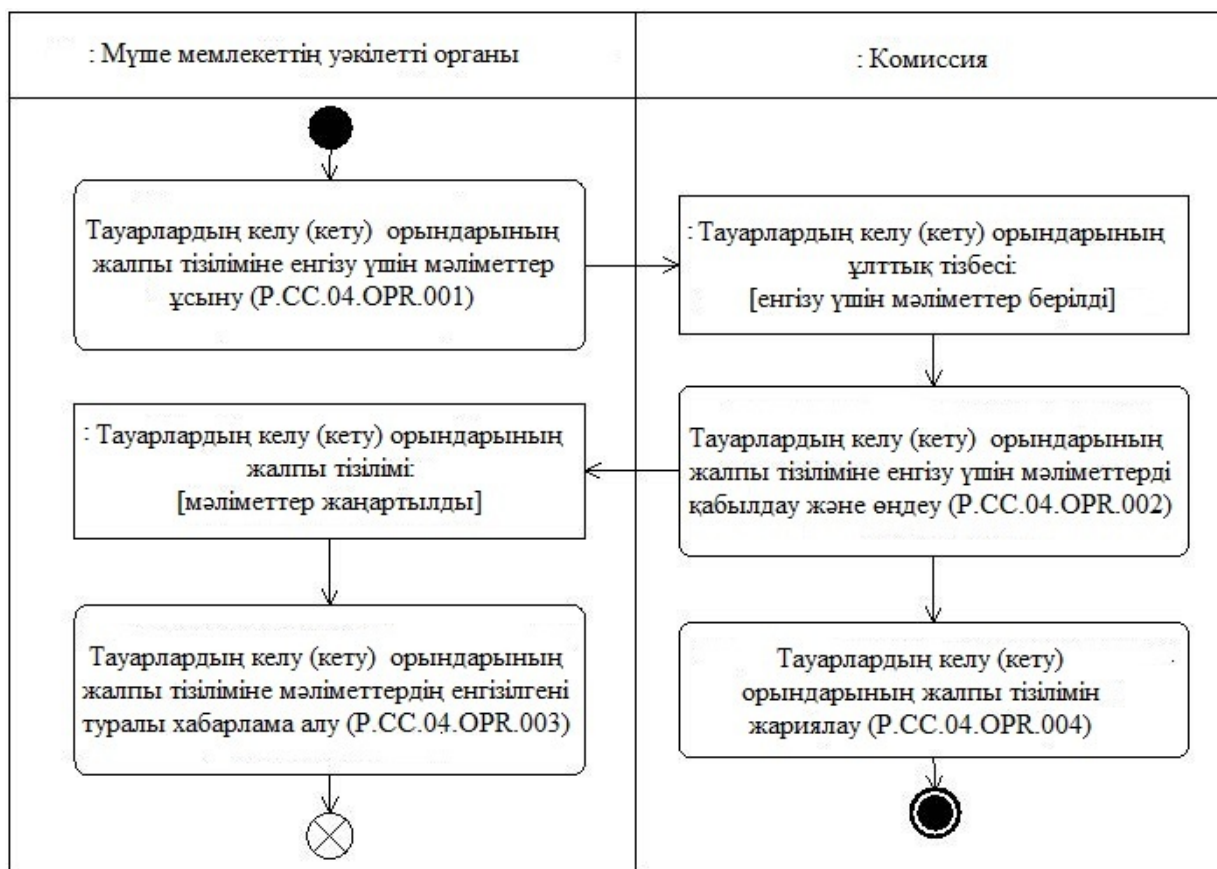 : Мүше мемлекеттің уәкілетті органы
: Комиссия
Тауарлардың келу (кету) орындарының
жалпы тізіліміне енгізу үшін мәліметтер
ұсыну (P.CC.04.OPR.001)
: Тауарлардың келу (кету) орындарының
ұлттық тізбесі:
[енгізу үшін мәліметтер берілді]
Тауарлардың келу (кету) орындарының
жалпы тізіліміне енгізу үшін мәліметтерді
қабылдау және өңдеу (P.CC.04.OPR.002)
: Тауарлардың келу (кету) орындарының
жалпы тізілімі:
[мәліметтер жаңартылды]
Тауарлардың келу (кету) орындарының
жалпы тізіліміне мәліметтердің енгізілгені
туралы хабарлама алу (P.CC.04.OPR.003)
Тауарлардың келу (кету)
орындарының жалпы тізілімін
жариялау (P.CC.04.OPR.004)